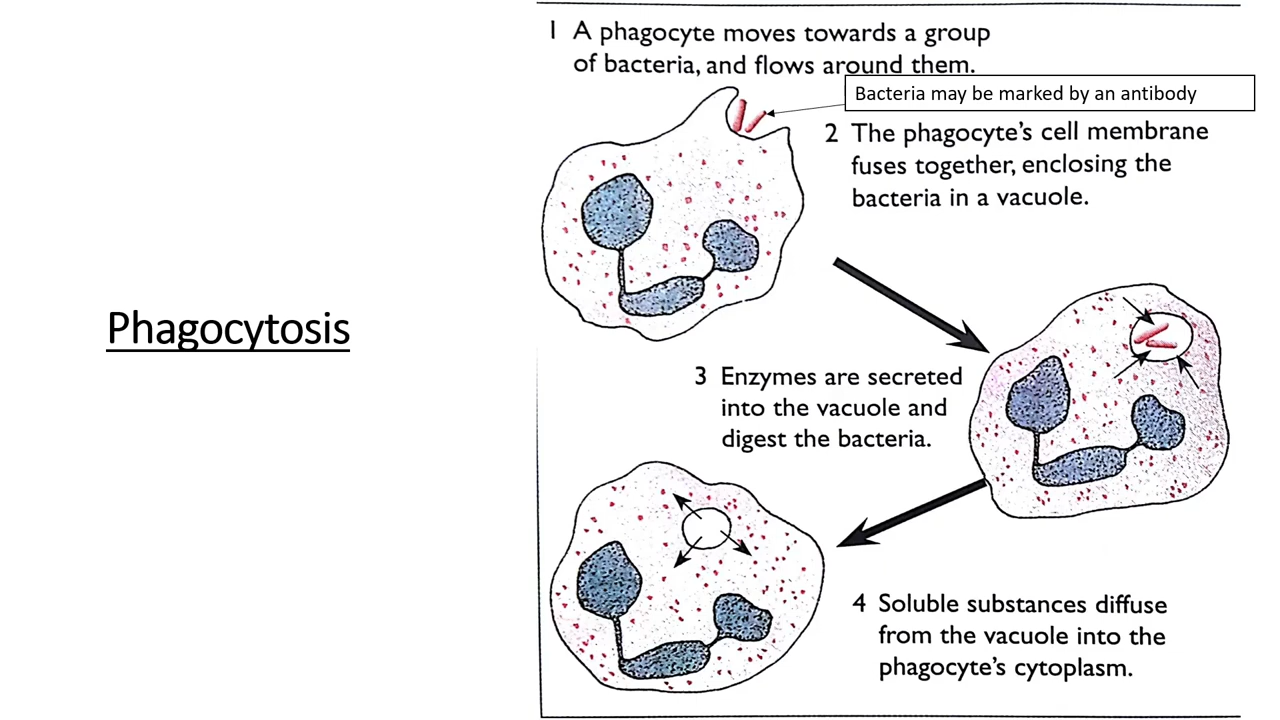 Phagocytosis
1 A phagocyte moves towards a group
of bacteria, and flows around them.
Bacteria may be marked by an antibody
2 The phagocyte's cell membrane
fuses together, enclosing the
bacteria in a vacuole.
3 Enzymes are secreted
into the vacuole and
digest the bacteria.
4 Soluble substances diffuse
from the vacuole into the
phagocyte's cytoplasm.